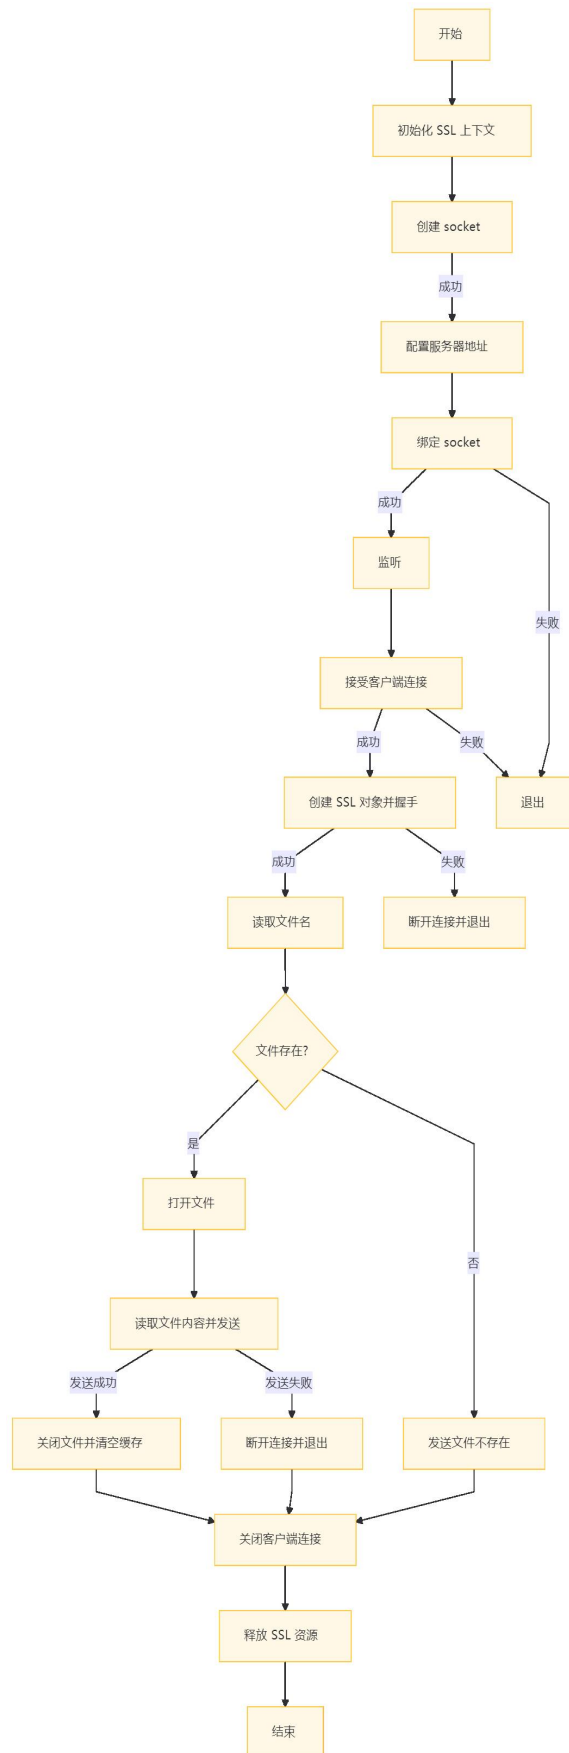 开始
初始化 SSL 上下文
创建 socket
成功
配置服务器地址
绑定 socket
成功
监听
失败
接受客户端连接
成功
失败
创建 SSL 对象并握手
退出
成功
失败
读取文件名
断开连接并退出
文件存在?
是
打开文件
否
读取文件内容并发送
发送成功
发送失败
关闭文件并清空缓存
断开连接并退出
发送文件不存在
关闭客户端连接
释放 SSL 资源
结束